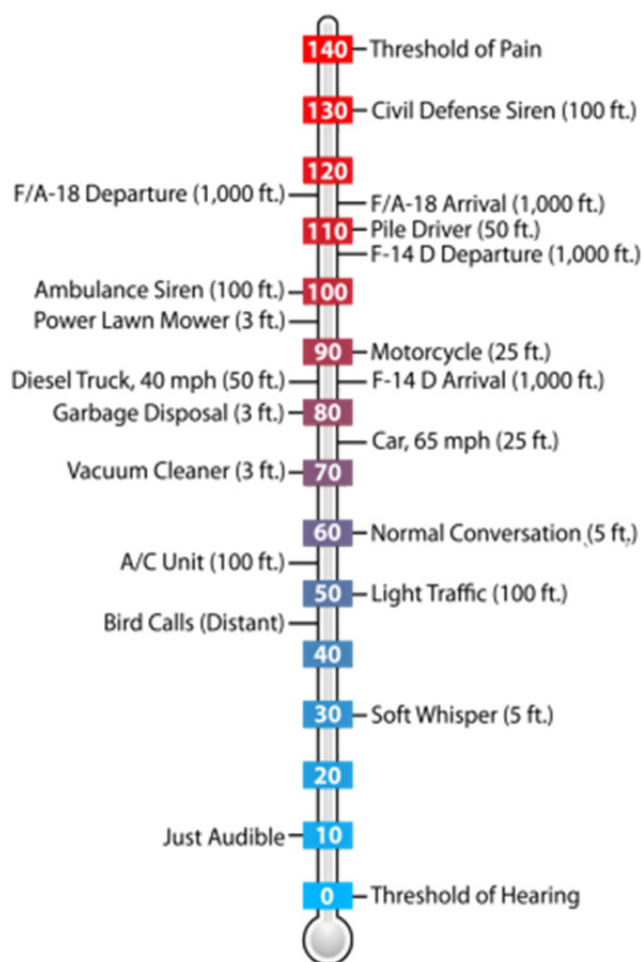 140 Threshold of Pain
130 Civil Defense Siren (100 ft.)
120
F/A-18 Departure (1,000 ft.)
F/A-18 Arrival (1,000 ft.)
110 Pile Driver (50 ft.)
F-14 D Departure (1,000 ft.)
Ambulance Siren (100 ft.) 100
Power Lawn Mower (3 ft.)
90 Motorcycle (25 ft.)
Diesel Truck, 40 mph (50 ft.) F-14 D Arrival (1,000 ft.)
Garbage Disposal (3 ft.) 80
Car, 65 mph (25 ft.)
Vacuum Cleaner (3 ft.) 70
60 Normal Conversation (5 ft.)
A/C Unit (100 ft.)
50 Light Traffic (100 ft.)
Bird Calls (Distant)
40
30 Soft Whisper (5 ft.)
20
Just Audible 10
0 Threshold of Hearing